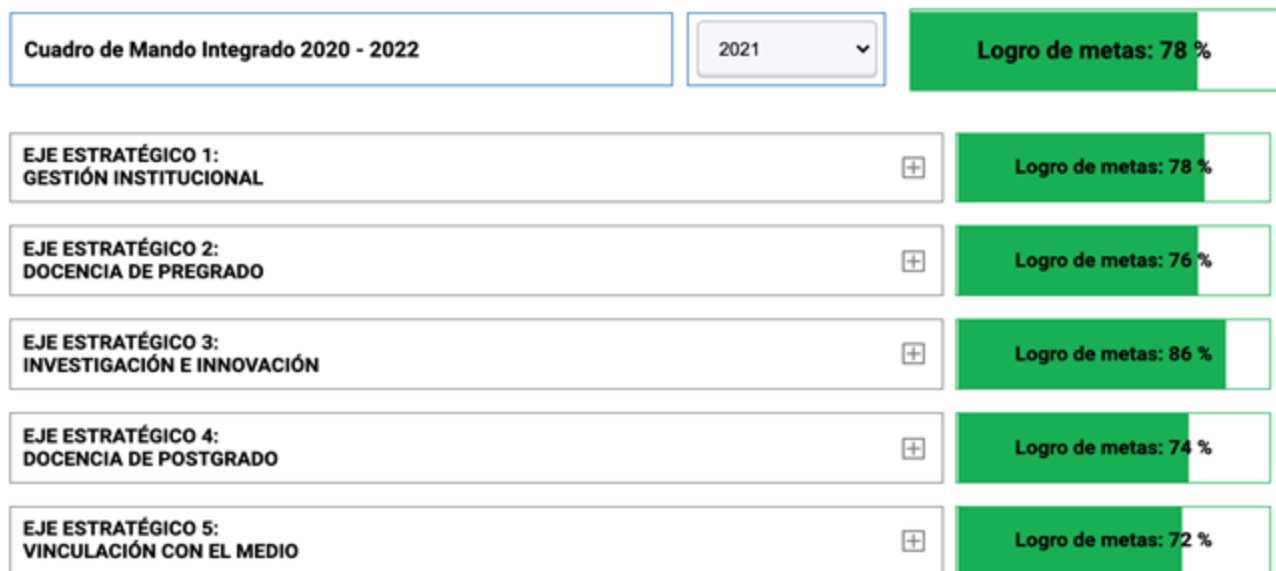 Cuadro de Mando Integrado 2020 - 2022
2021
Logro de metas: 78 %
EJE ESTRATÉGICO 1:
GESTIÓN INSTITUCIONAL
Logro de metas: 78 %
EJE ESTRATÉGICO 2:
DOCENCIA DE PREGRADO
Logro de metas: 76 %
EJE ESTRATÉGICO 3:
INVESTIGACIÓN E INNOVACIÓN
Logro de metas: 86 %
EJE ESTRATÉGICO 4:
DOCENCIA DE POSTGRADO
Logro de metas: 74 %
EJE ESTRATÉGICO 5:
VINCULACIÓN CON EL MEDIO
Logro de metas: 72 %